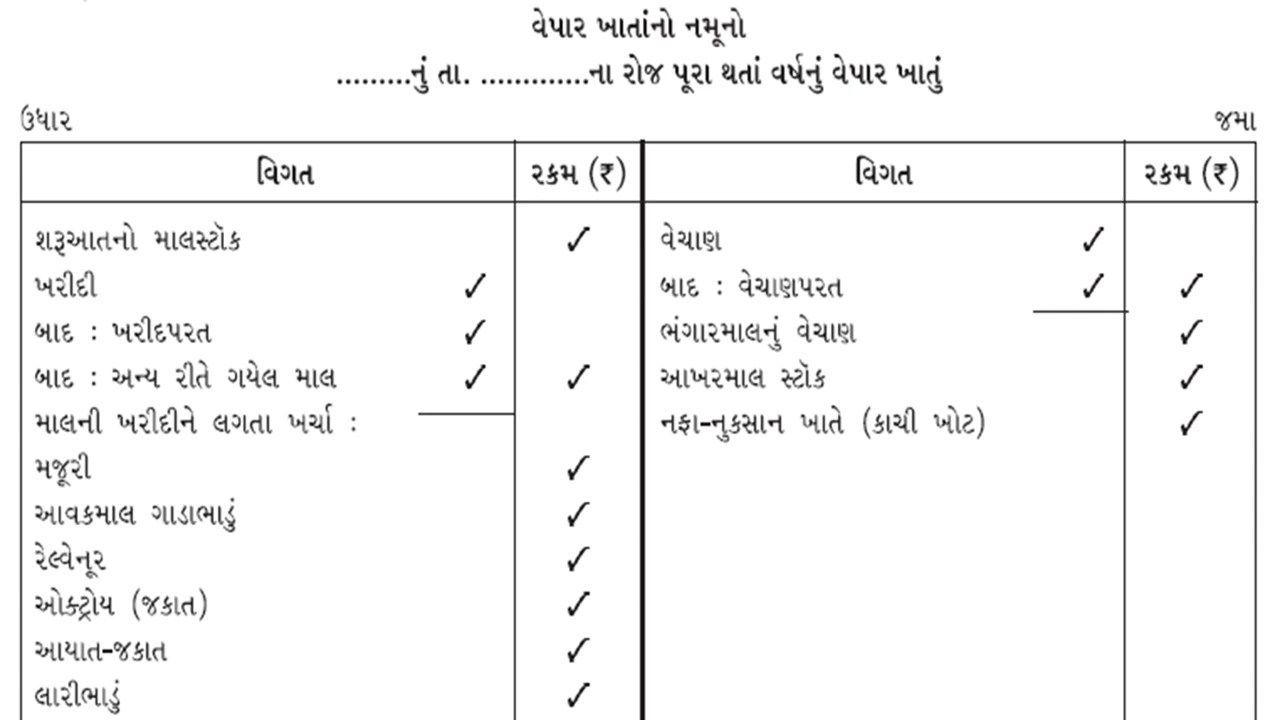 વેપાર ખાતાંનો નમૂનો
.........નું તા. .............ના રોજ પૂરા થતાં વર્ષનું વેપાર ખાતું
ઉધાર જમા
વિગત રકમ (₹) વિગત રકમ (₹)
શરૂઆતનો માલસ્ટૉક ✓ વેચાણ ✓
ખરીદી ✓ બાદ : વેચાણપરત ✓ ✓
બાદ : ખરીદપરત ✓ ભંગારમાલનું વેચાણ ✓
બાદ : અન્ય રીતે ગયેલ માલ ✓ ✓ આખરમાલ સ્ટૉક ✓
માલની ખરીદીને લગતા ખર્ચા : નફા-નુકસાન ખાતે (કાચી ખોટ) ✓
મજૂરી ✓
આવકમાલ ગાડાભાડું ✓
રેલ્વેનૂર ✓
ઓક્ટ્રોય (જકાત) ✓
આયાત-જકાત ✓
લારીભાડું ✓